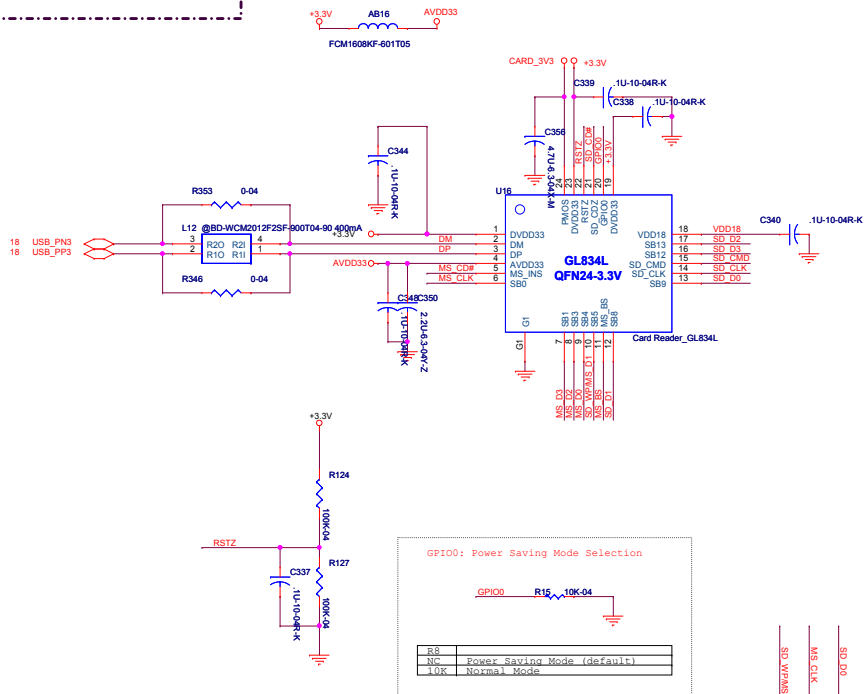 +3.3V AB16 AVDD33
FCM1608KF-601T05
CARD_3V3 +3.3V
C339 .1U-10-04R-K
C338 .1U-10-04R-K
C356
4.7U-6.3-04X-M
C344
.1U-10-04R-K
RSTZ
SD_CD#
GPIO0
+3.3V
24 23 22 21 20 19
U16
PMOS
DVDD33
RSTZ
SD_CDZ
GPIO0
DVDD33
R353 0-04
L12 @BD-WCM2012F2SF-900T04-90 400mA
+3.3V
18 USB_PN3
18 USB_PP3
3 R2O R2I 4
2 R1O R1I 1
R346 0-04
DM
DP
AVDD33
MS_CD#
MS_CLK
1 DVDD33
2 DM
3 DP
4 AVDD33
5 MS_INS
6 SB0
GL834L
QFN24-3.3V
VDD18 18 VDD18
SB13 17 SD_D2
SB12 16 SD_D3
SD_CMD 15 SD_CMD
SD_CLK 14 SD_CLK
SB9 13 SD_D0
C340 .1U-10-04R-K
C348 C350
.1U-10-04R-K
2.2U-6.3-04Y-Z
G1
G1
SB1
SB3
SB4
SB5
MS_BS
SB8
7 8 9 10 11 12
MS_D3
MS_D2
MS_D0
SD_WP/MS_D1
MS_BS
SD_D1
Card Reader_GL834L
+3.3V
R124
100K-04
RSTZ
C337
.1U-10-04R-K
R127
100K-04
GPIO0: Power Saving Mode Selection
GPIO0 R15 10K-04
R8
NC Power Saving Mode (default)
10K Normal Mode
SD_WP/MS
MS_CLK
SD_D0